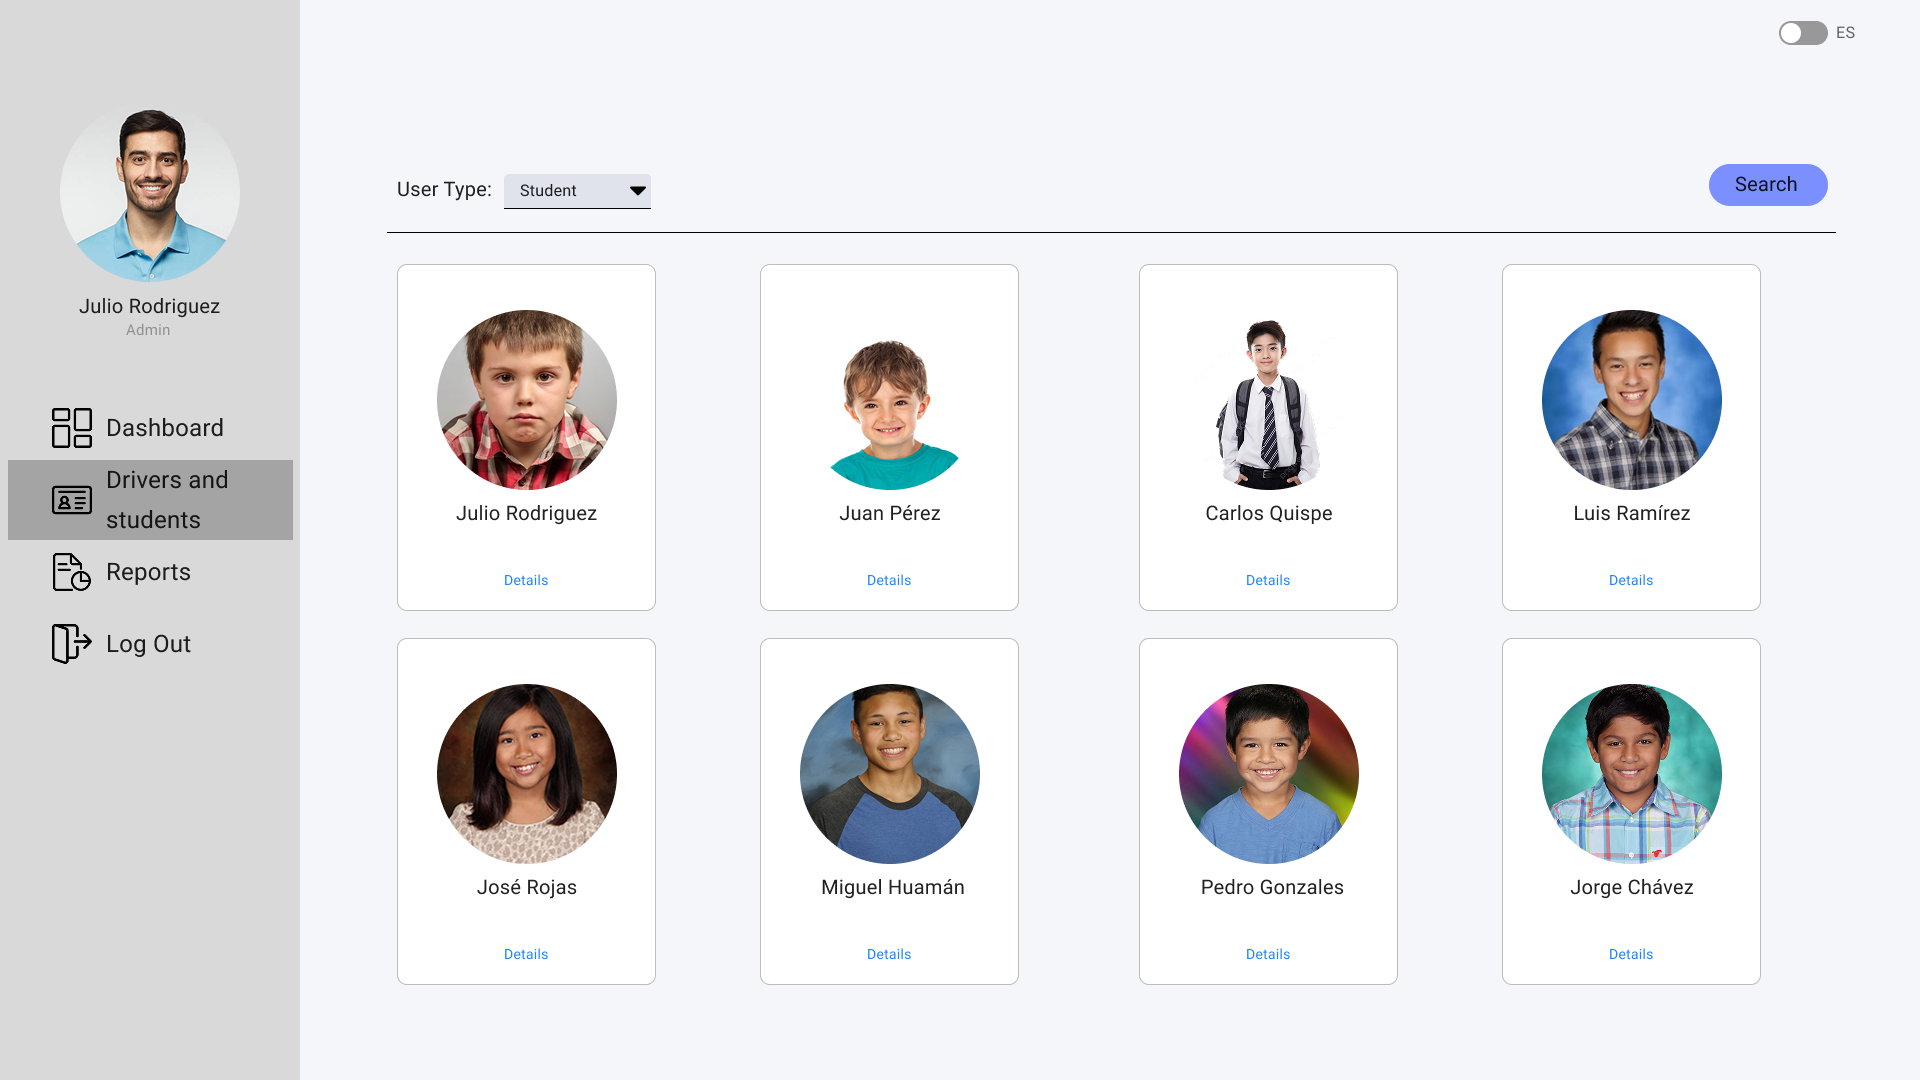 ES
Julio Rodriguez
Admin
Dashboard
Drivers and
students
Reports
Log Out
User Type:
Student
Search
Julio Rodriguez
Details
Juan Pérez
Details
Carlos Quispe
Details
Luis Ramírez
Details
José Rojas
Details
Miguel Huamán
Details
Pedro Gonzales
Details
Jorge Chávez
Details